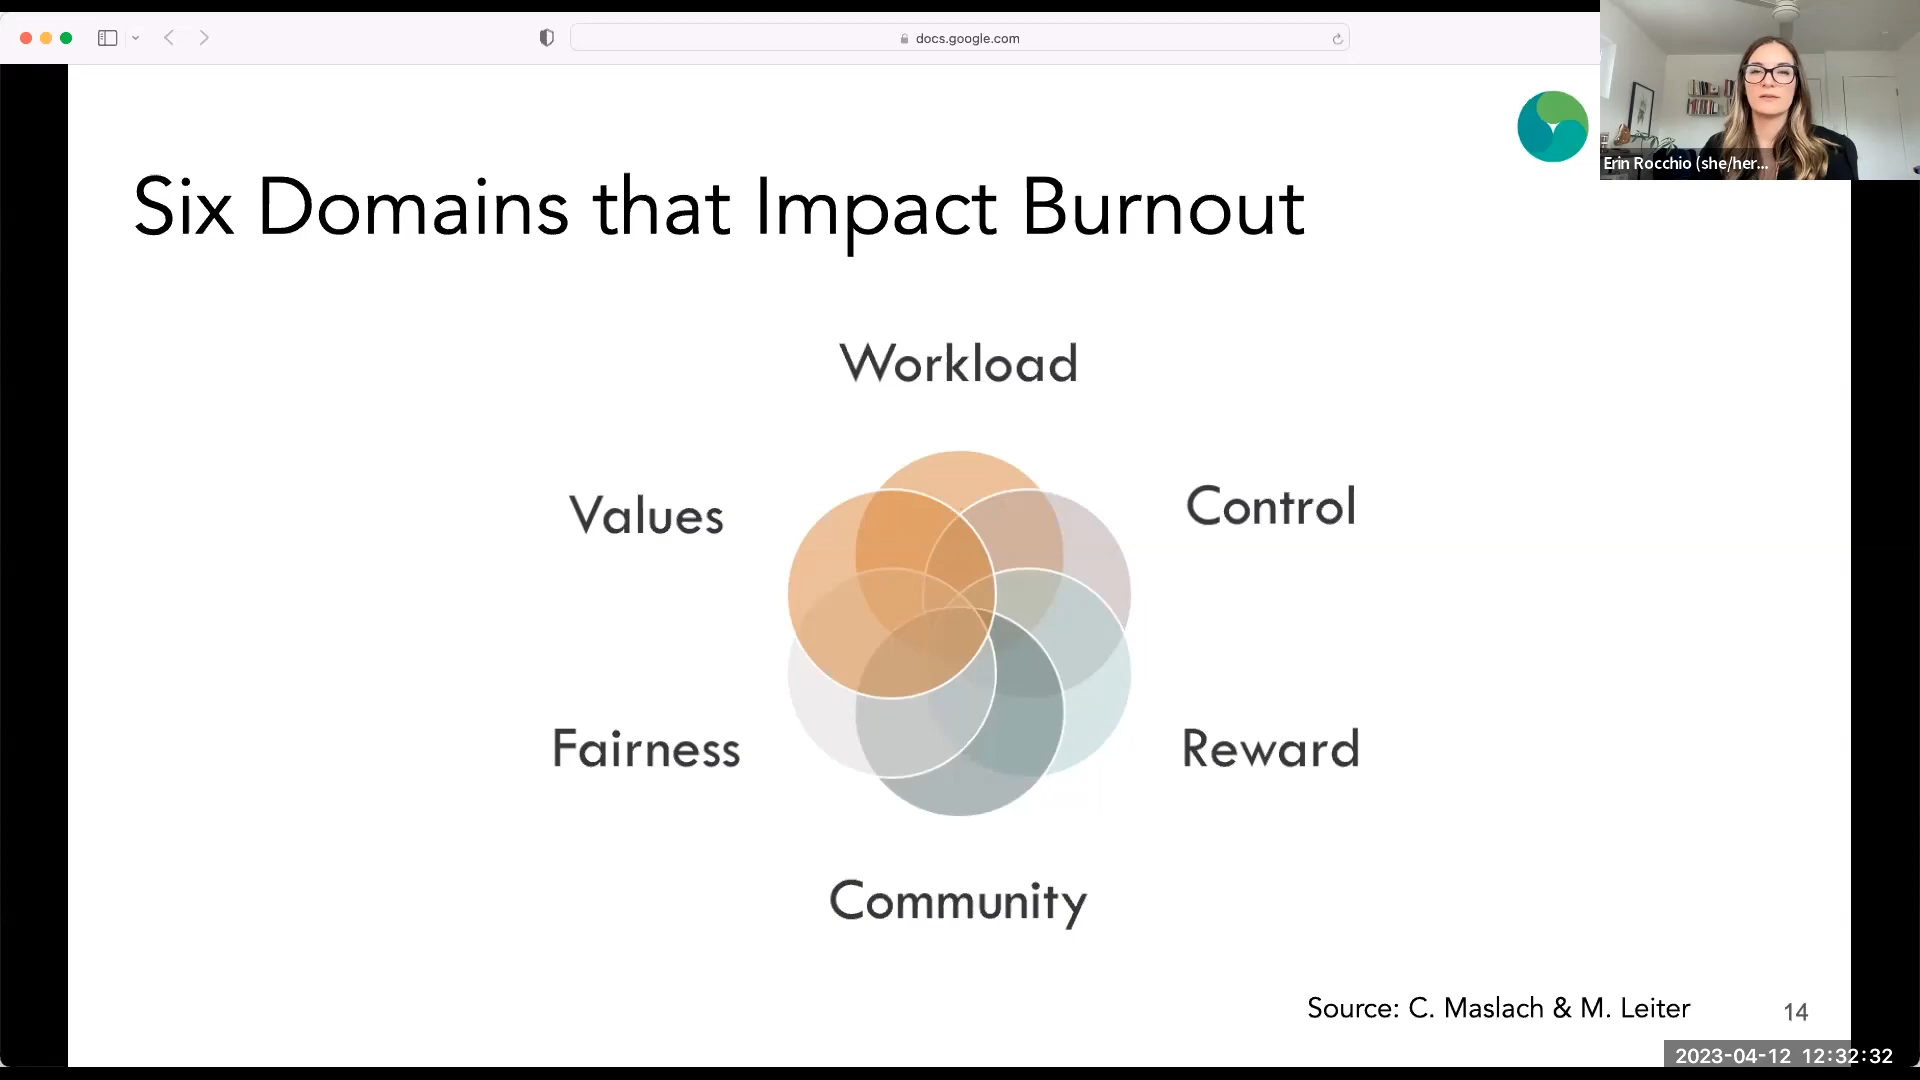 docs.google.com
Erin Rocchio (she/her...
Six Domains that Impact Burnout
Workload
Values
Control
Fairness
Reward
Community
Source: C. Maslach & M. Leiter
14
2023-04-12 12:32:32